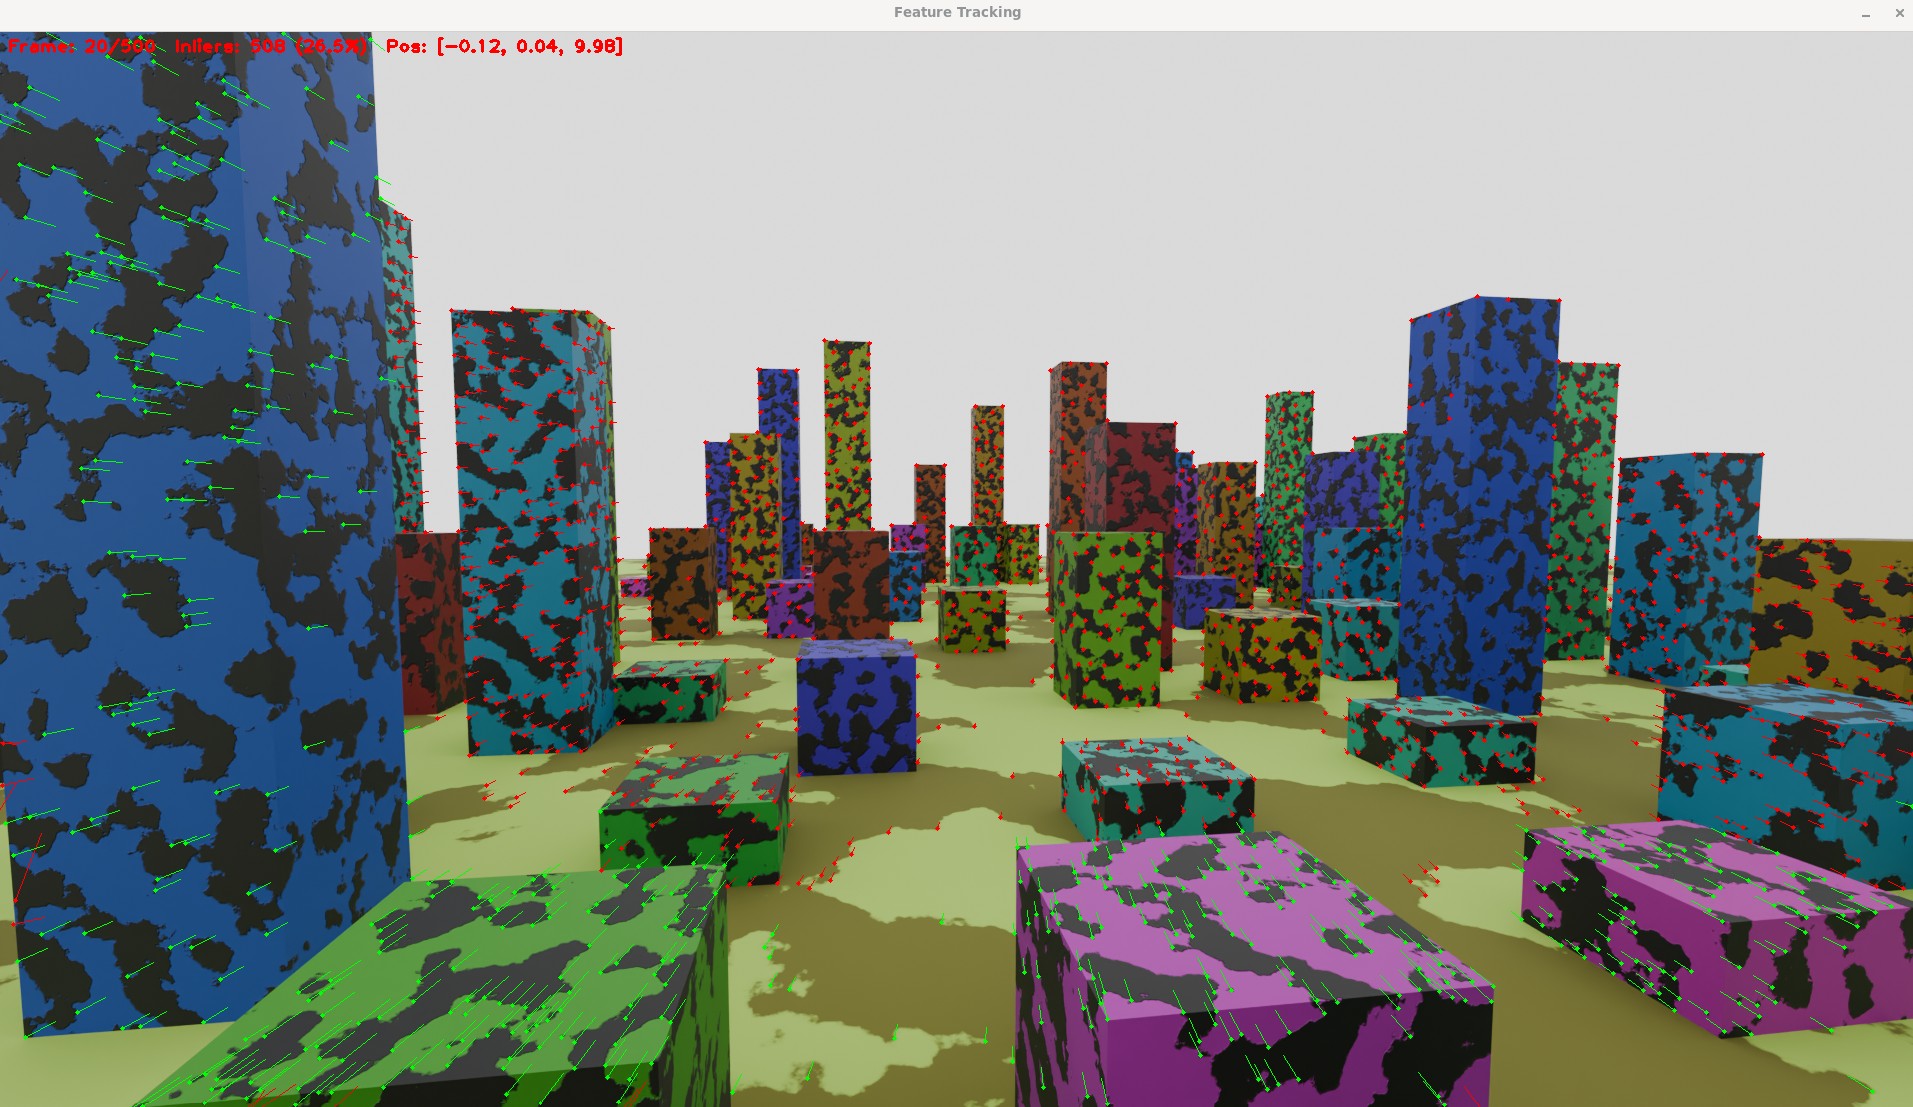 Feature Tracking
Frame: 20/500 Inliers: 508 (26.5%) Pos: [-0.12, 0.04, 9.98]